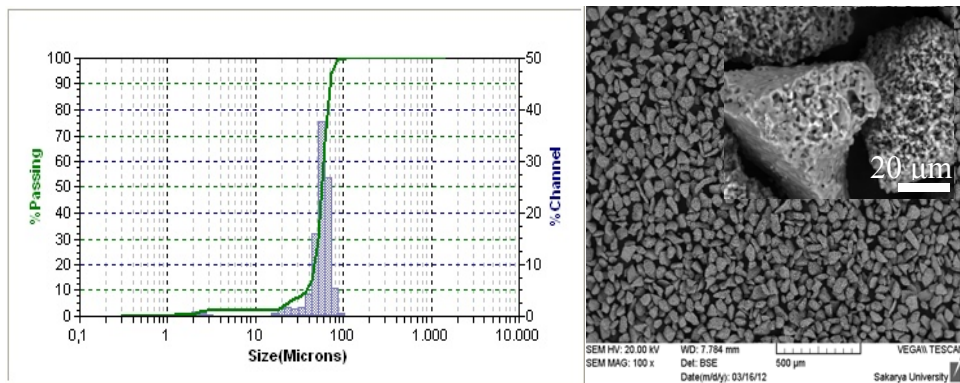 100
90
80
70
60
50
40
30
20
10
0
%Passing
50
40
30
20
10
0
%Channel
0,1 1 10 100 1.000 10.000
Size(Microns)
20 µm
SEM HV: 20.00 kV WD: 7.784 mm VEGA\\ TESCA
SEM MAG: 100 x Det: BSE 500 µm
Date(m/d/y): 03/16/12 Sakarya University